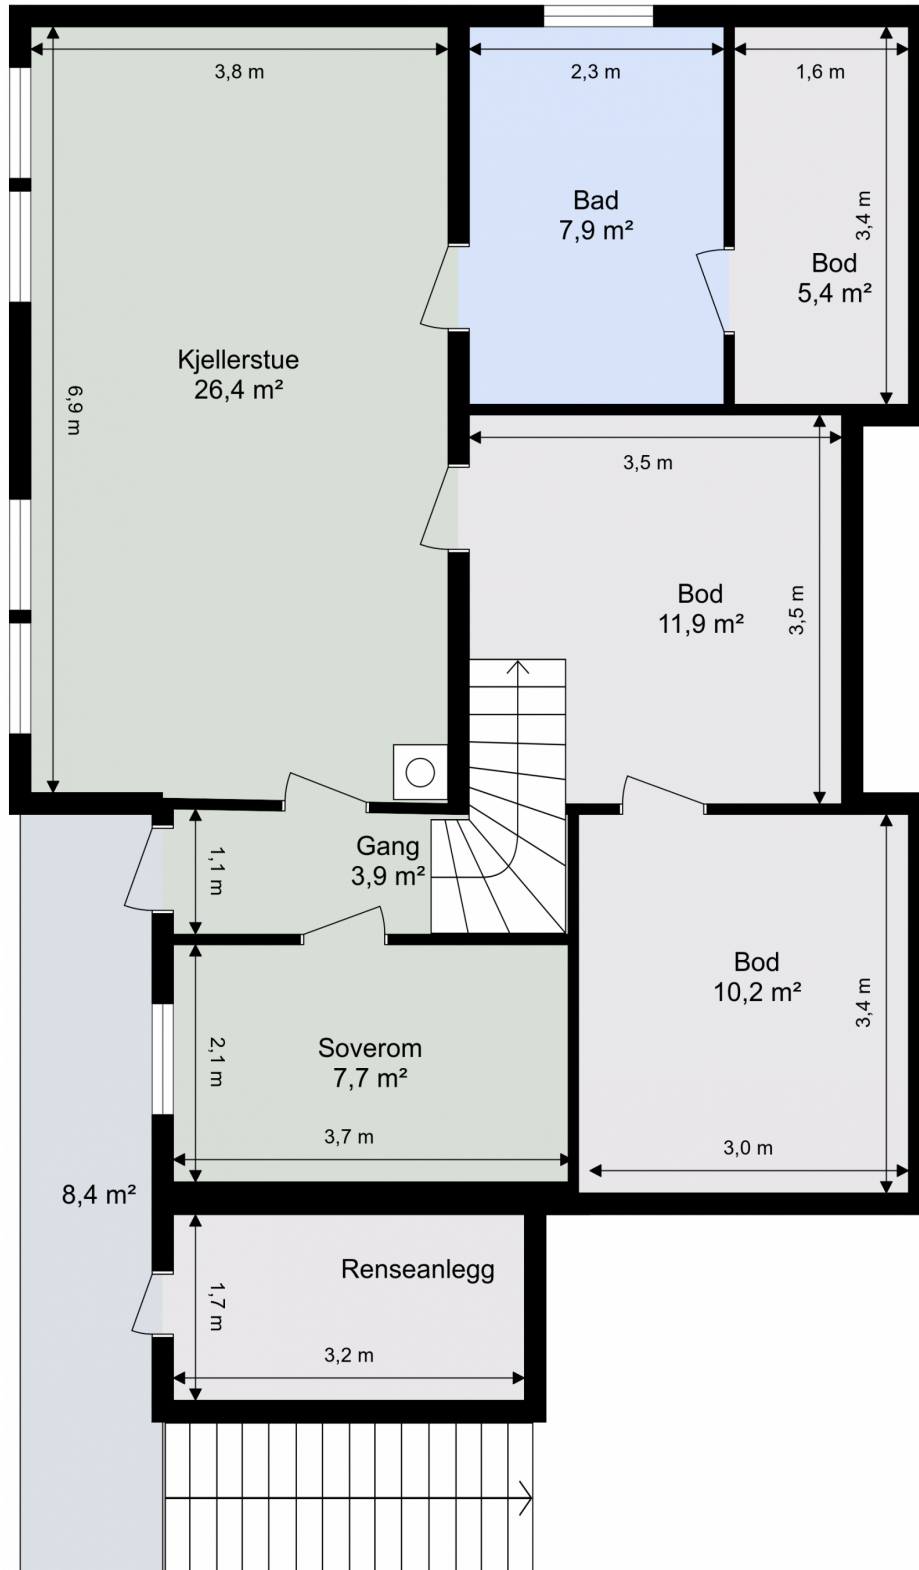 3,8 m
2,3 m
1,6 m
Bad
7,9 m²
3,4 m
Bod
5,4 m²
Kjellerstue
26,4 m²
6,9 m
3,5 m
Bod
11,9 m²
3,5 m
Gang
3,9 m²
1,1 m
Bod
10,2 m²
3,4 m
Soverom
7,7 m²
2,1 m
3,7 m
3,0 m
8,4 m²
Renseanlegg
1,7 m
3,2 m